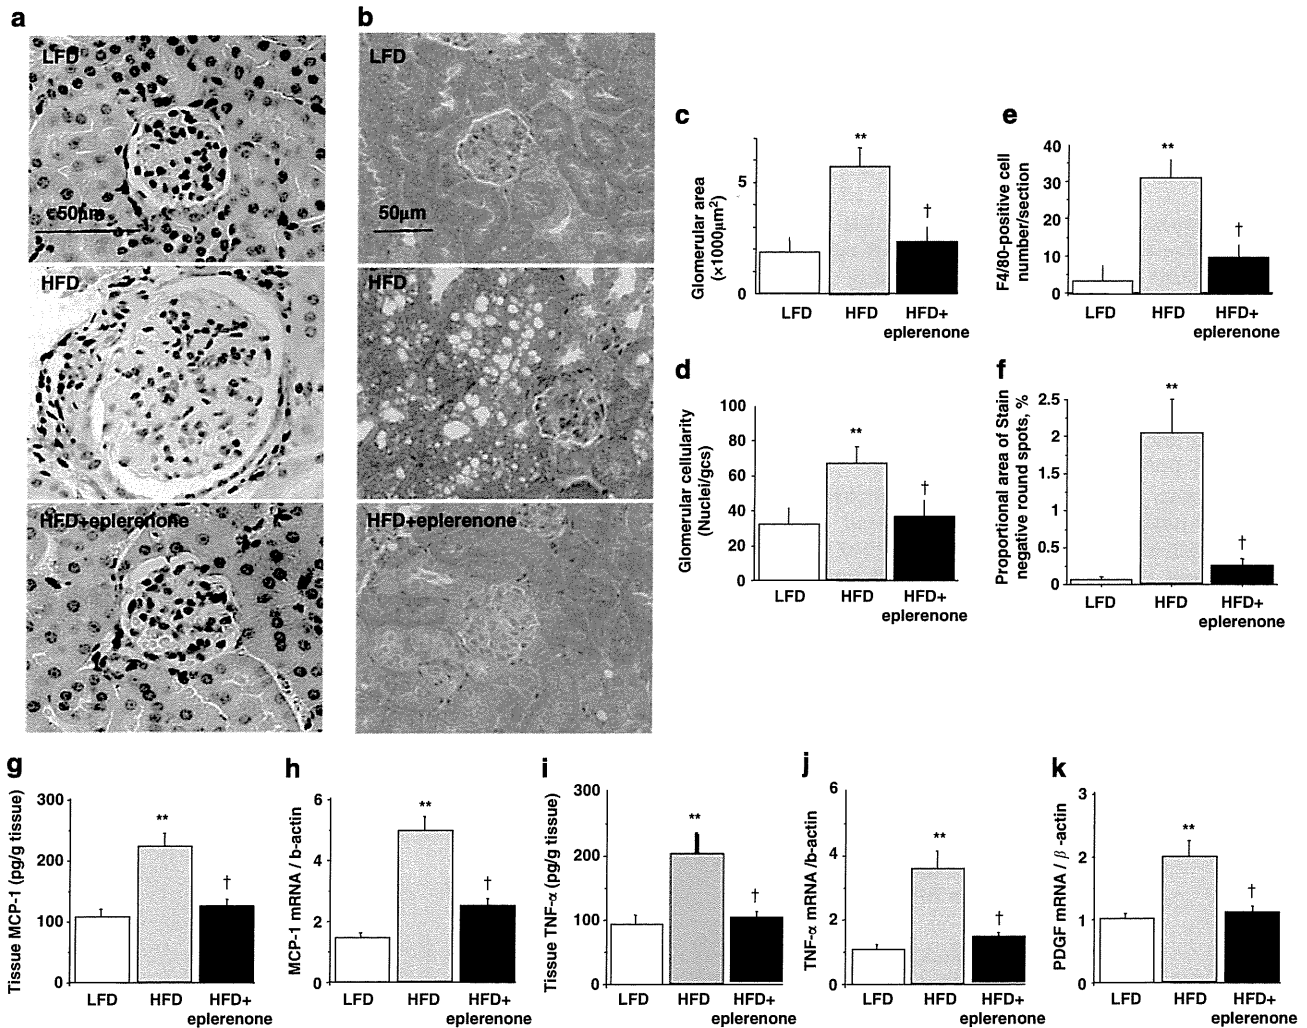 a
LFD
50μm
HFD
HFD+eplerenone
b
LFD
50μm
HFD
HFD+eplerenone
c
Glomerular area
(×1000μm²)
5
0
**
†
LFD
HFD
HFD+
eplerenone
d
Glomerular cellularity
(Nuclei/gcs)
100
80
60
40
20
0
**
†
LFD
HFD
HFD+
eplerenone
e
F4/80-positive cell
number/section
40
30
20
10
0
**
†
LFD
HFD
HFD+
eplerenone
f
Proportional area of Stain
negative round spots, %
2.5
2
1.5
1
0.5
0
**
†
LFD
HFD
HFD+
eplerenone
g
Tissue MCP-1 (pg/g tissue)
300
200
100
0
**
†
LFD
HFD
HFD+
eplerenone
h
MCP-1 mRNA / b-actin
6
4
2
0
**
†
LFD
HFD
HFD+
eplerenone
i
Tissue TNF-α (pg/g tissue)
300
200
100
0
**
†
LFD
HFD
HFD+
eplerenone
j
TNF-α mRNA /b-actin
6
4
2
0
**
†
LFD
HFD
HFD+
eplerenone
k
PDGF mRNA / β -actin
3
2
1
0
**
†
LFD
HFD
HFD+
eplerenone